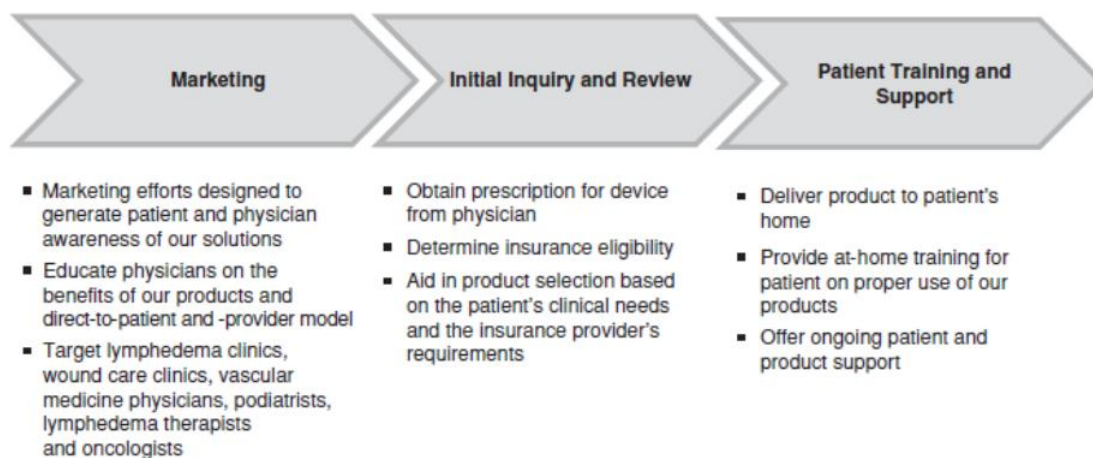 Marketing
Initial Inquiry and Review
Patient Training and
Support
▪ Marketing efforts designed to
generate patient and physician
awareness of our solutions
▪ Educate physicians on the
benefits of our products and
direct-to-patient and -provider model
▪ Target lymphedema clinics,
wound care clinics, vascular
medicine physicians, podiatrists,
lymphedema therapists
and oncologists
▪ Obtain prescription for device
from physician
▪ Determine insurance eligibility
▪ Aid in product selection based
on the patient's clinical needs
and the insurance provider's
requirements
▪ Deliver product to patient's
home
▪ Provide at-home training for
patient on proper use of our
products
▪ Offer ongoing patient and
product support